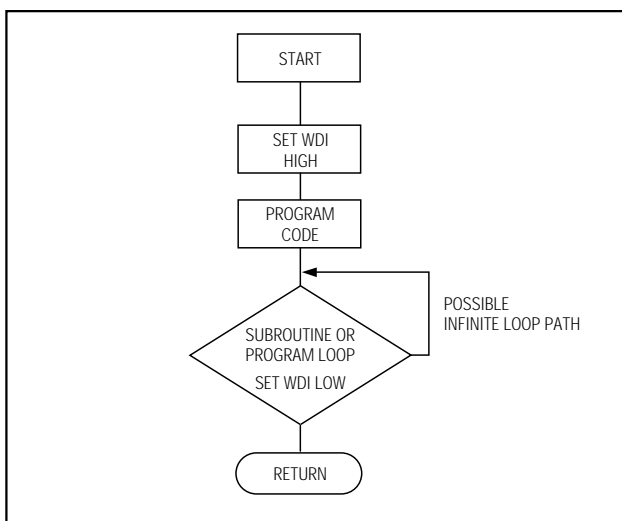 START
SET WDI
HIGH
PROGRAM
CODE
SUBROUTINE OR
PROGRAM LOOP
SET WDI LOW
POSSIBLE
INFINITE LOOP PATH
RETURN